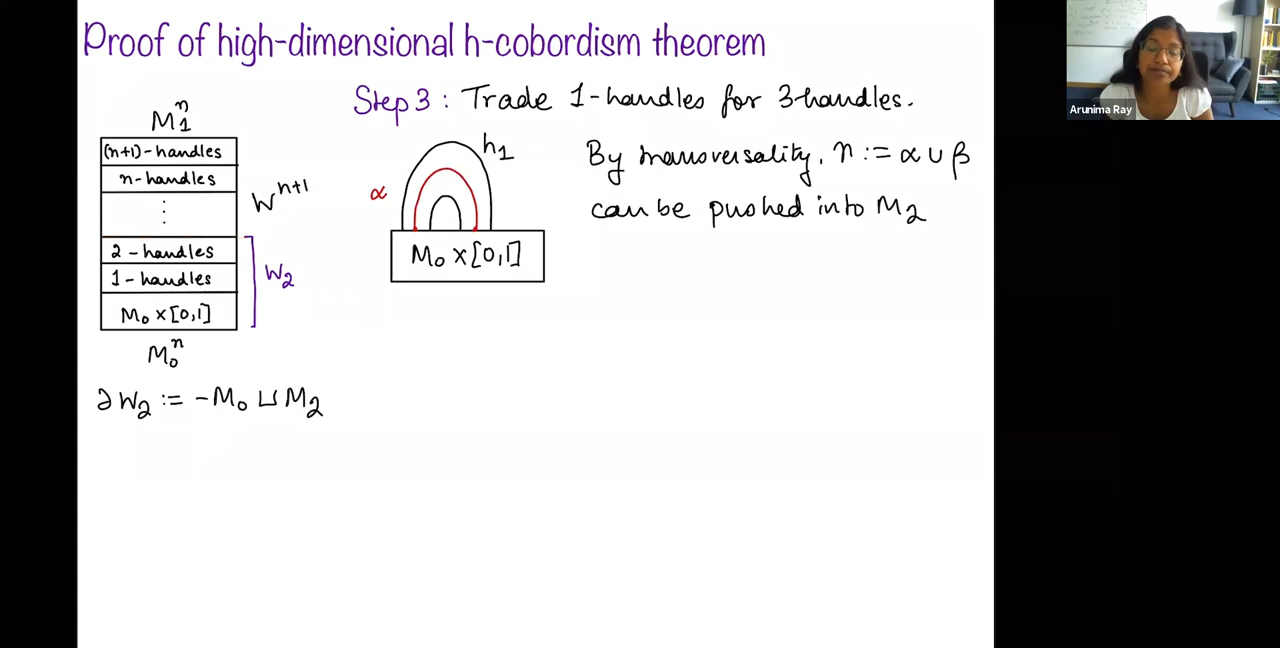 Proof of high-dimensional h-cobordism theorem
Step 3 : Trade 1-handles for 3-handles.
M₁ⁿ
(n+1)-handles
n-handles
⋮
2-handles
1-handles
M₀ × [0,1]
M₀ⁿ
Wⁿ⁺¹
W₂
∂W₂ := -M₀ ⊔ M₂
h₁
α
M₀ × [0,1]
By transversality, η := α ∪ β
can be pushed into M₂
Arunima Ray